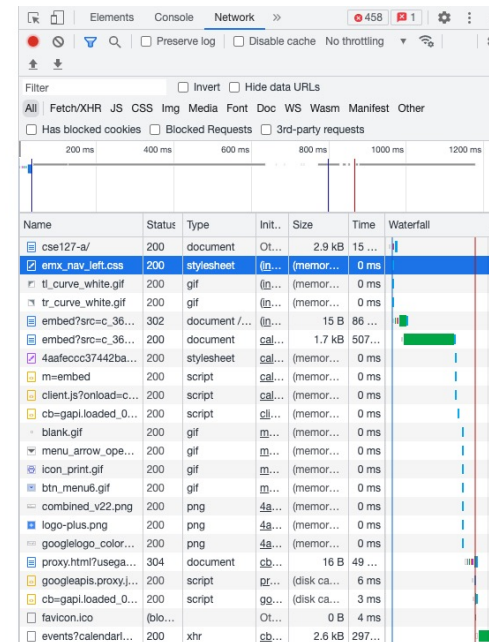 Elements Console Network » 458 1
Preserve log Disable cache No throttling
Filter Invert Hide data URLs
All Fetch/XHR JS CSS Img Media Font Doc WS Wasm Manifest Other
Has blocked cookies Blocked Requests 3rd-party requests
200 ms 400 ms 600 ms 800 ms 1000 ms 1200 ms
Name Status Type Init.. Size Time Waterfall
cse127-a/ 200 document Ot... 2.9 kB 15 ...
emx_nav_left.css 200 stylesheet (in... (memor... 0 ms
tl_curve_white.gif 200 gif (in... (memor... 0 ms
tr_curve_white.gif 200 gif (in... (memor... 0 ms
embed?src=c_36... 302 document /... (in... 15 B 86 ...
embed?src=c_36... 200 document cal... 1.7 kB 507...
4aafeccc37442ba... 200 stylesheet cal... (memor... 0 ms
m=embed 200 script cal... (memor... 0 ms
client.js?onload=c... 200 script cal... (memor... 0 ms
cb=gapi.loaded_0... 200 script cli... (memor... 0 ms
blank.gif 200 gif m... (memor... 0 ms
menu_arrow_ope... 200 gif m... (memor... 0 ms
icon_print.gif 200 gif m... (memor... 0 ms
btn_menu6.gif 200 gif m... (memor... 0 ms
combined_v22.png 200 png 4a... (memor... 0 ms
logo-plus.png 200 png 4a... (memor... 0 ms
googlelogo_color... 200 png 4a... (memor... 0 ms
proxy.html?usega... 304 document cb... 16 B 49 ...
googleapis.proxy.j... 200 script pr... (disk ca... 6 ms
cb=gapi.loaded_0... 200 script go... (disk ca... 3 ms
favicon.ico (blo... Ot... 0 B 4 ms
events?calendarI... 200 xhr cb... 2.6 kB 297...